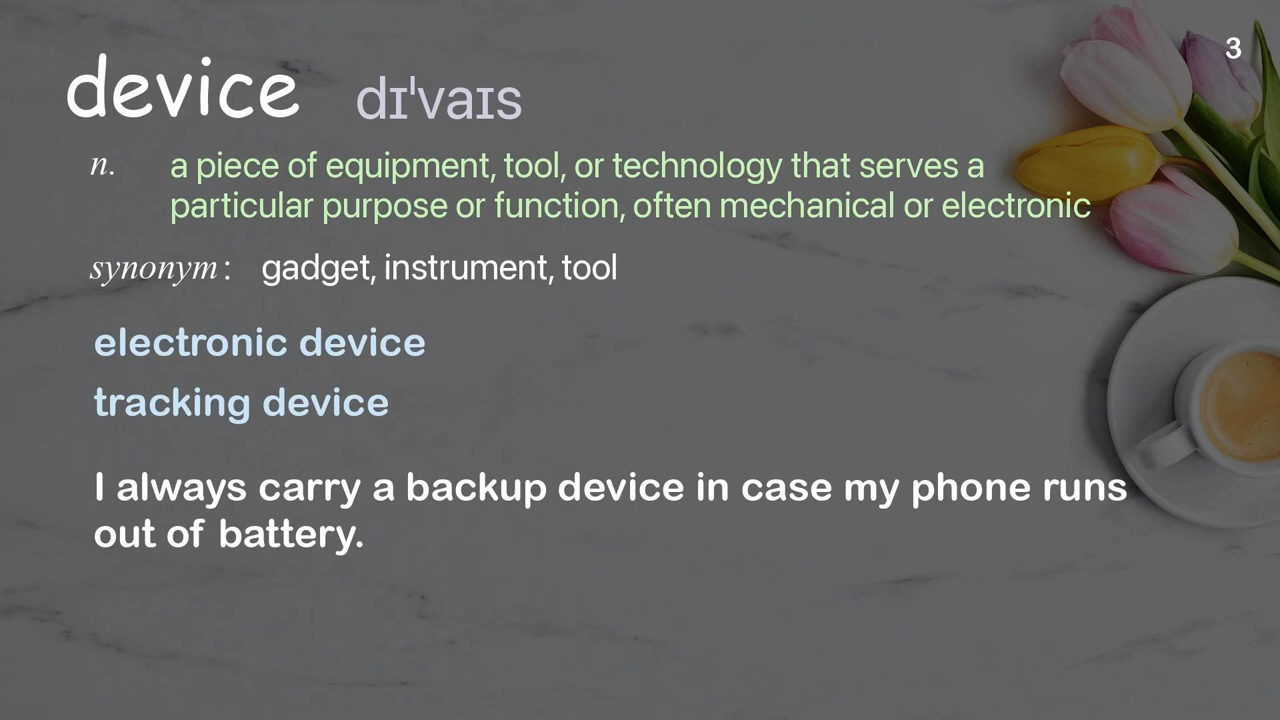 3
device dɪˈvaɪs
n. a piece of equipment, tool, or technology that serves a
particular purpose or function, often mechanical or electronic
synonym: gadget, instrument, tool
electronic device
tracking device
I always carry a backup device in case my phone runs
out of battery.